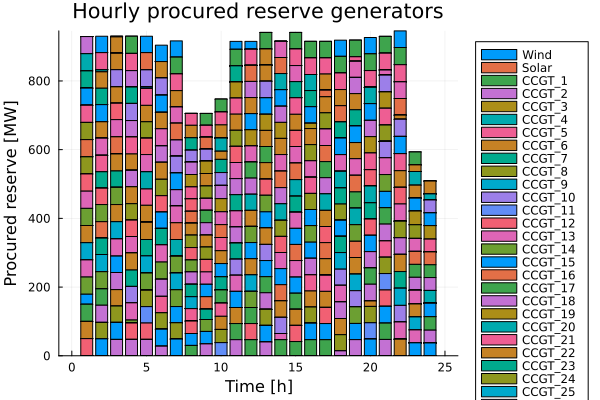 Hourly procured reserve generators
Procured reserve [MW]
800
600
400
200
0
0 5 10 15 20 25
Time [h]
Wind
Solar
CCGT_1
CCGT_2
CCGT_3
CCGT_4
CCGT_5
CCGT_6
CCGT_7
CCGT_8
CCGT_9
CCGT_10
CCGT_11
CCGT_12
CCGT_13
CCGT_14
CCGT_15
CCGT_16
CCGT_17
CCGT_18
CCGT_19
CCGT_20
CCGT_21
CCGT_22
CCGT_23
CCGT_24
CCGT_25